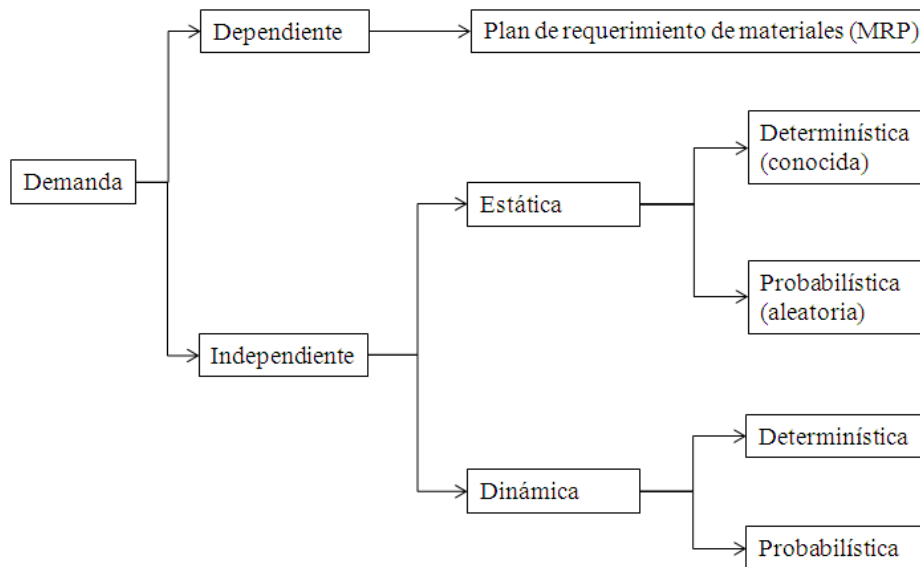 Dependiente
Plan de requerimiento de materiales (MRP)
Determinística
(conocida)
Demanda
Estática
Probabilística
(aleatoria)
Independiente
Determinística
Dinámica
Probabilística